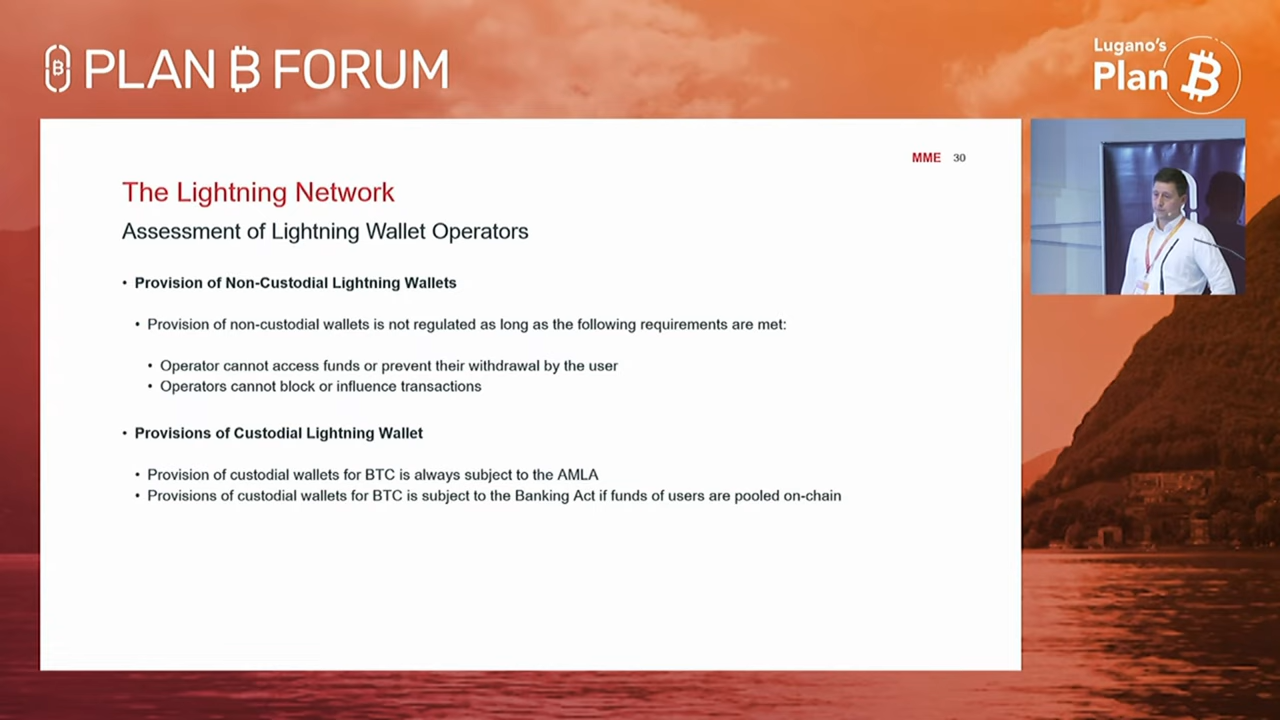 PLAN ₿ FORUM
Lugano's
Plan ₿
MME 30
The Lightning Network
Assessment of Lightning Wallet Operators
• Provision of Non-Custodial Lightning Wallets
• Provision of non-custodial wallets is not regulated as long as the following requirements are met:
• Operator cannot access funds or prevent their withdrawal by the user
• Operators cannot block or influence transactions
• Provisions of Custodial Lightning Wallet
• Provision of custodial wallets for BTC is always subject to the AMLA
• Provisions of custodial wallets for BTC is subject to the Banking Act if funds of users are pooled on-chain